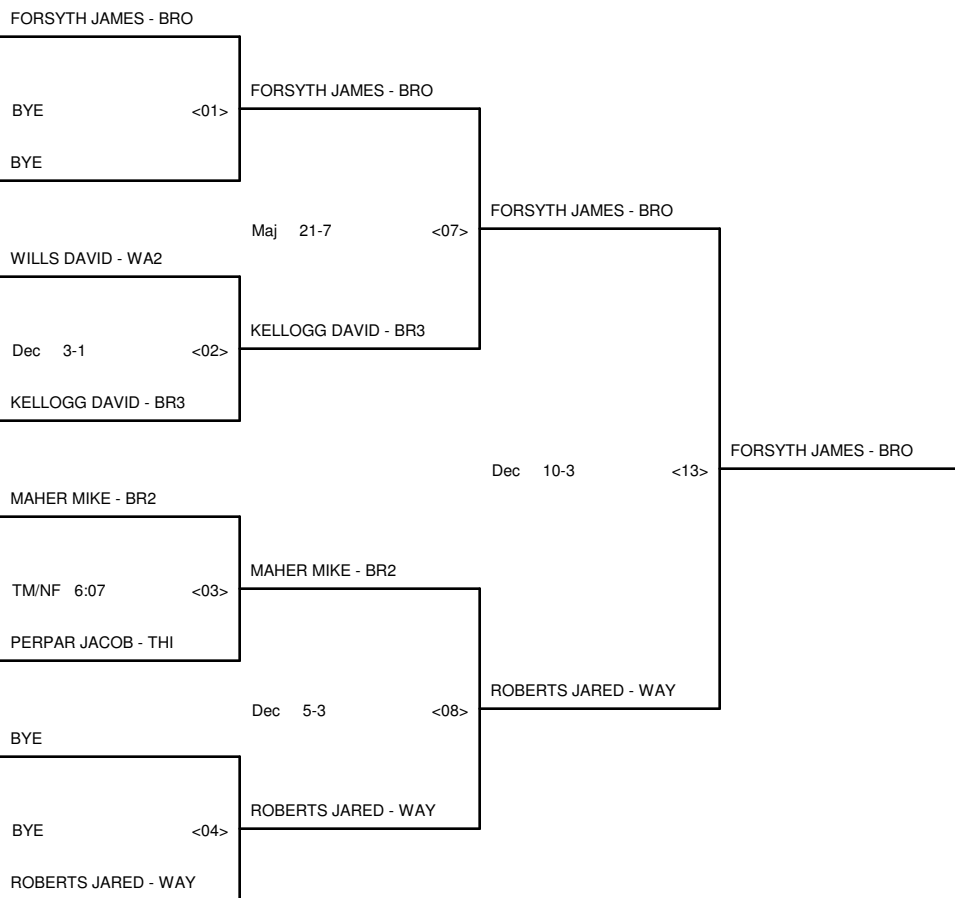 FORSYTH JAMES - BRO
FORSYTH JAMES - BRO
BYE <01>
BYE
FORSYTH JAMES - BRO
Maj 21-7 <07>
WILLS DAVID - WA2
KELLOGG DAVID - BR3
Dec 3-1 <02>
KELLOGG DAVID - BR3
FORSYTH JAMES - BRO
Dec 10-3 <13>
MAHER MIKE - BR2
MAHER MIKE - BR2
TM/NF 6:07 <03>
PERPAR JACOB - THI
ROBERTS JARED - WAY
Dec 5-3 <08>
BYE
ROBERTS JARED - WAY
BYE <04>
ROBERTS JARED - WAY